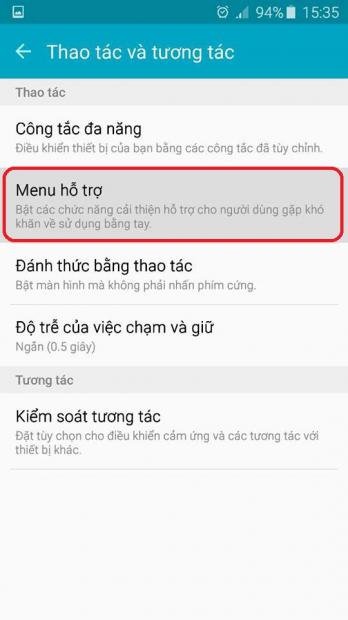 94% 15:35
Thao tác và tương tác
Thao tác
Công tắc đa năng
Điều khiển thiết bị của bạn bằng các công tắc đã tùy chỉnh.
Menu hỗ trợ
Bật các chức năng cải thiện hỗ trợ cho người dùng gặp khó
khăn về sử dụng bằng tay.
Đánh thức bằng thao tác
Bật màn hình mà không phải nhấn phím cứng.
Độ trễ của việc chạm và giữ
Ngắn (0.5 giây)
Tương tác
Kiểm soát tương tác
Đặt tùy chọn cho điều khiển cảm ứng và các tương tác với
thiết bị khác.